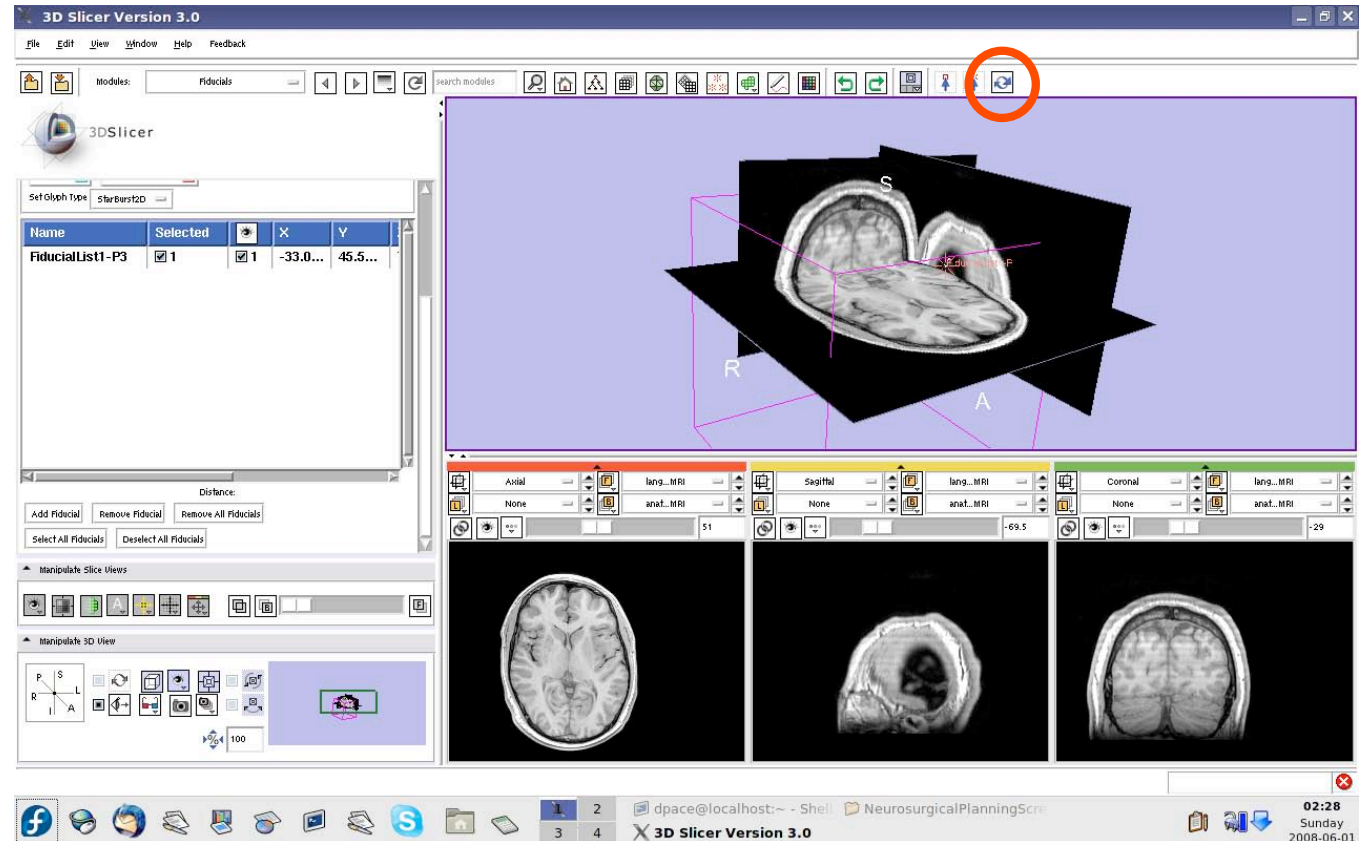 3D Slicer Version 3.0
File Edit View Window Help Feedback
Modules: Fiducials search modules
3DSlicer
Set Glyph Type StarBurst2D
Name Selected X Y
FiducialList1-P3 1 1 -33.0... 45.5...
Distance:
Add Fiducial Remove Fiducial Remove All Fiducials
Select All Fiducials Deselect All Fiducials
Manipulate Slice Views
Manipulate 3D View
P S
R L
I A
100
S
R
A
Axial F lang...MRI
L None B anat...MRI
51
Sagittal F lang...MRI
L None B anat...MRI
-69.5
Coronal F lang...MRI
L None B anat...MRI
-29
1 2
3 4
dpace@localhost:~ - Shell NeurosurgicalPlanningScre
3D Slicer Version 3.0
02:28
Sunday
2008-06-01